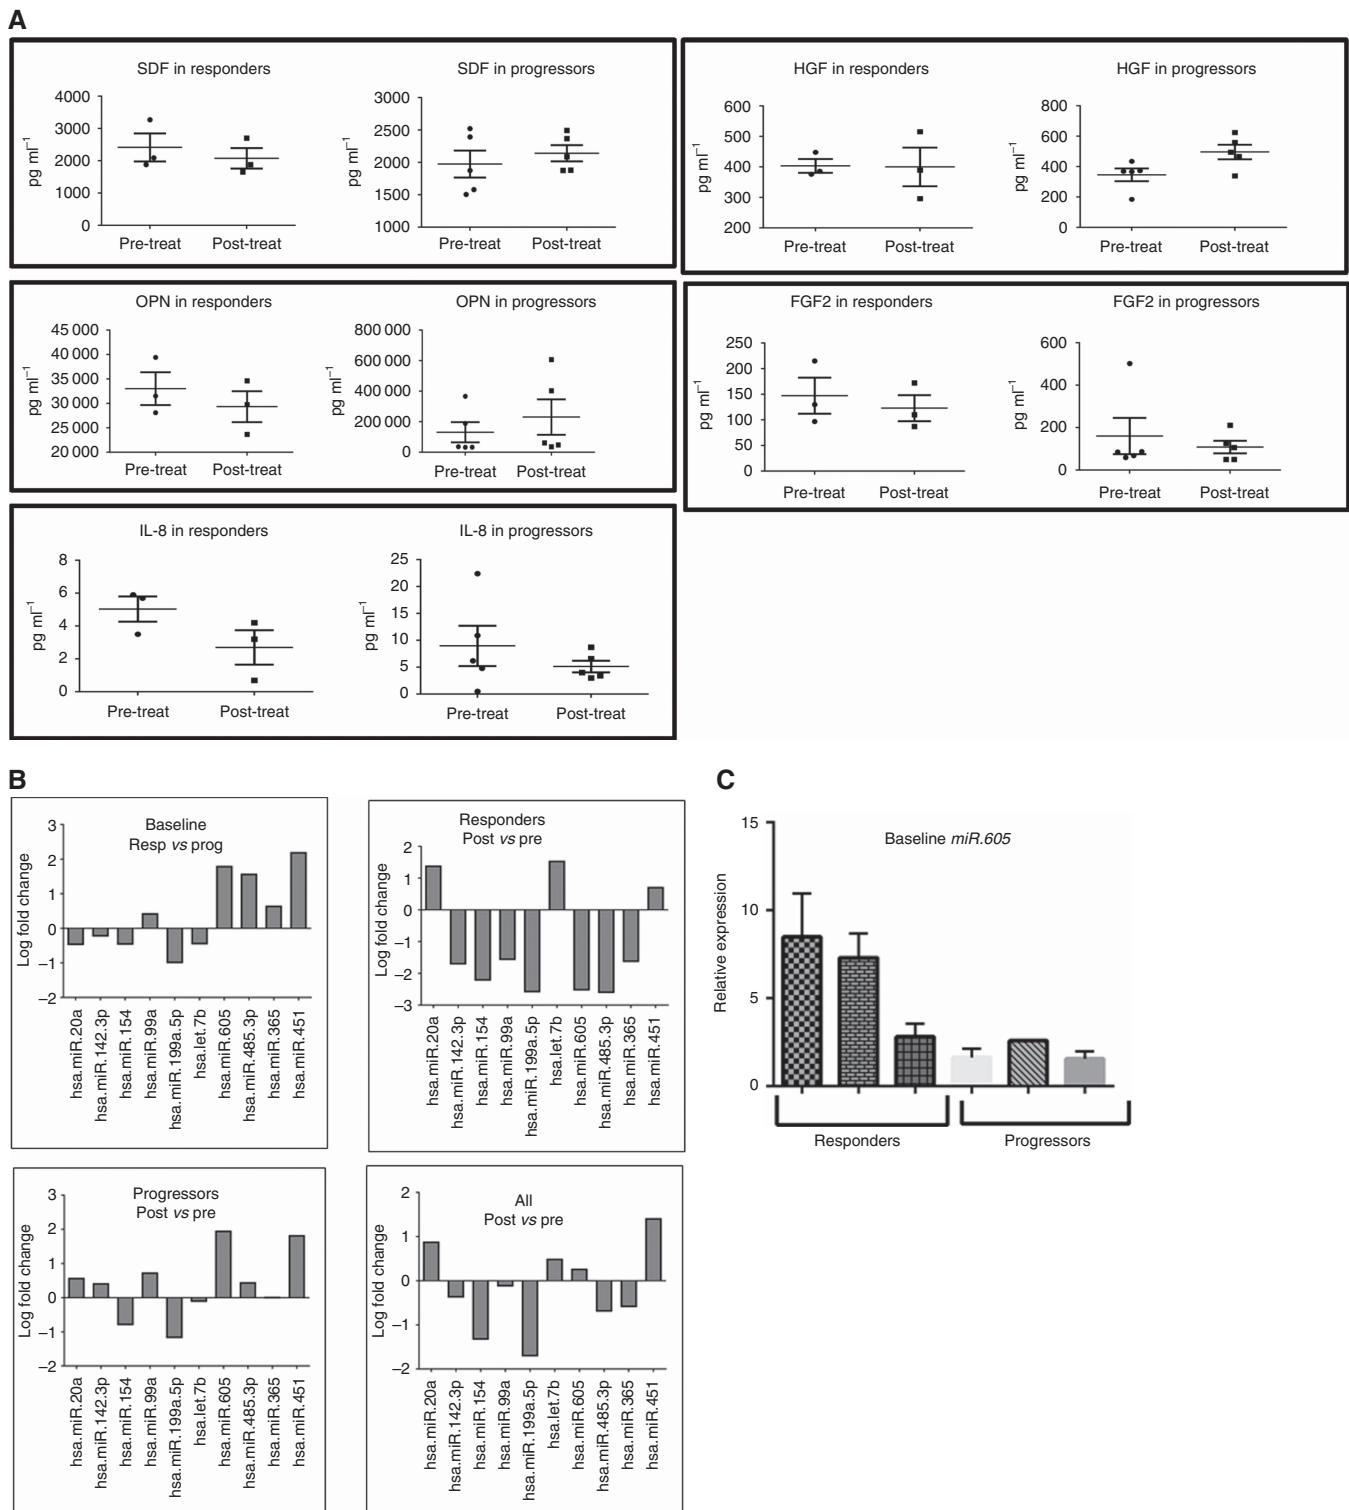 A
SDF in responders
pg ml–1
4000
3000
2000
1000
0
Pre-treat Post-treat
SDF in progressors
pg ml–1
3000
2500
2000
1500
1000
Pre-treat Post-treat
HGF in responders
pg ml–1
600
500
400
300
200
Pre-treat Post-treat
HGF in progressors
pg ml–1
800
600
400
200
0
Pre-treat Post-treat
OPN in responders
pg ml–1
45 000
40 000
35 000
30 000
25 000
20 000
Pre-treat Post-treat
OPN in progressors
pg ml–1
800 000
600 000
400 000
200 000
0
Pre-treat Post-treat
FGF2 in responders
pg ml–1
250
200
150
100
50
0
Pre-treat Post-treat
FGF2 in progressors
pg ml–1
600
400
200
0
Pre-treat Post-treat
IL-8 in responders
pg ml–1
8
6
4
2
0
Pre-treat Post-treat
IL-8 in progressors
pg ml–1
25
20
15
10
5
0
Pre-treat Post-treat
B
Baseline
Resp vs prog
Log fold change
3
2
1
0
–1
–2
hsa.miR.20a
hsa.miR.142.3p
hsa.miR.154
hsa.miR.99a
hsa.miR.199a.5p
hsa.let.7b
hsa.miR.605
hsa.miR.485.3p
hsa.miR.365
hsa.miR.451
Responders
Post vs pre
Log fold change
2
1
0
–1
–2
–3
hsa.miR.20a
hsa.miR.142.3p
hsa.miR.154
hsa.miR.99a
hsa.miR.199a.5p
hsa.let.7b
hsa.miR.605
hsa.miR.485.3p
hsa.miR.365
hsa.miR.451
Progressors
Post vs pre
Log fold change
3
2
1
0
–1
–2
hsa.miR.20a
hsa.miR.142.3p
hsa.miR.154
hsa.miR.99a
hsa.miR.199a.5p
hsa.let.7b
hsa.miR.605
hsa.miR.485.3p
hsa.miR.365
hsa.miR.451
All
Post vs pre
Log fold change
2
1
0
–1
–2
hsa.miR.20a
hsa.miR.142.3p
hsa.miR.154
hsa.miR.99a
hsa.miR.199a.5p
hsa.let.7b
hsa.miR.605
hsa.miR.485.3p
hsa.miR.365
hsa.miR.451
C
Baseline miR.605
Relative expression
15
10
5
0
Responders Progressors